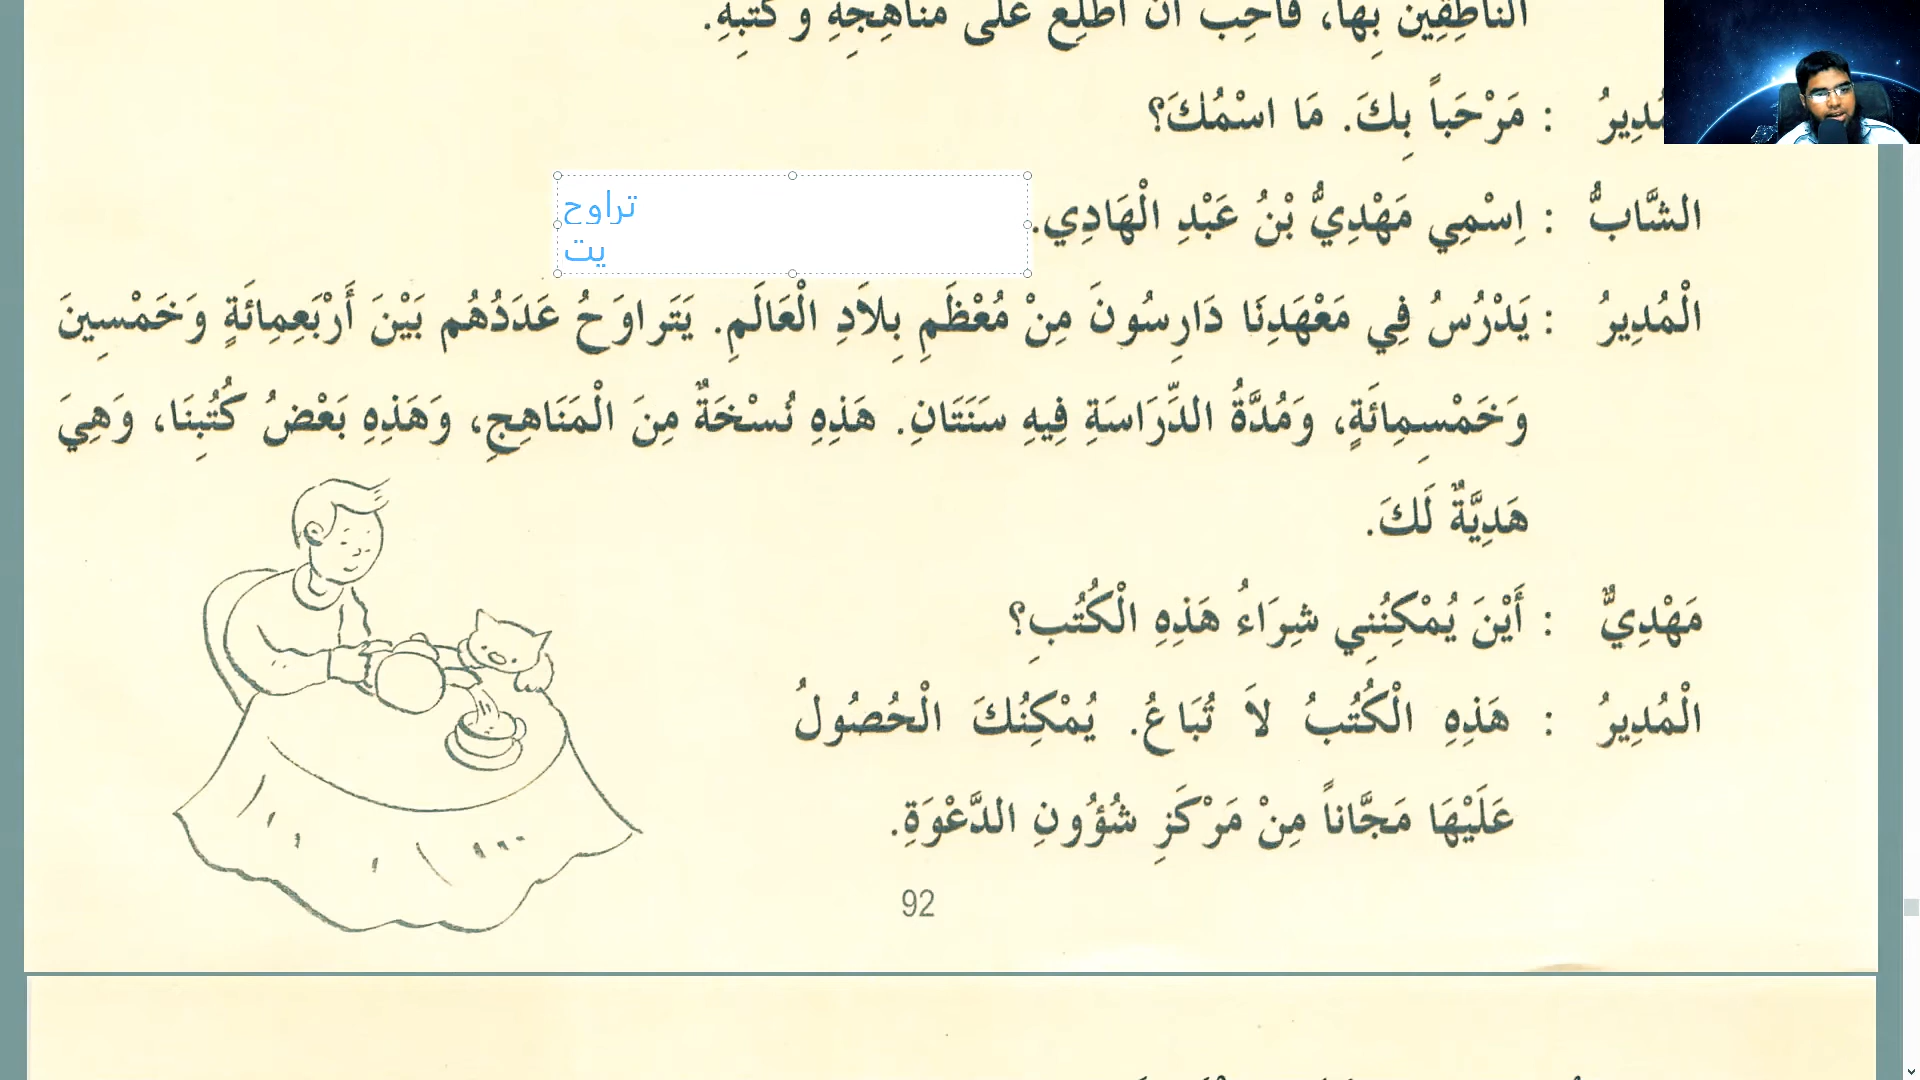 النَّاطِقِينَ بِهَا، فَأُحِبُّ أَنْ أَطَّلِعَ عَلَى مَنَاهِجِهِ وَكُتُبِهِ.
مُدِيرُ : مَرْحَباً بِكَ. مَا اسْمُكَ؟
الشَّابُّ : اِسْمِي مَهْدِيُّ بْنُ عَبْدِ الْهَادِي.
تراوح
يت
الْمُدِيرُ : يَدْرُسُ فِي مَعْهَدِنَا دَارِسُونَ مِنْ مُعْظَمِ بِلاَدِ الْعَالَمِ. يَتَراوَحُ عَدَدُهُم بَيْنَ أَرْبَعِمِائَةٍ وَخَمْسِينَ
وَخَمْسِمِائَةٍ، وَمُدَّةُ الدِّرَاسَةِ فِيهِ سَنَتَانِ. هَذِهِ نُسْخَةٌ مِنَ الْمَنَاهِجِ، وَهَذِهِ بَعْضُ كُتُبِنَا، وَهِيَ
هَدِيَّةٌ لَكَ.
مَهْدِيٌّ : أَيْنَ يُمْكِنُنِي شِرَاءُ هَذِهِ الْكُتُبِ؟
الْمُدِيرُ : هَذِهِ الْكُتُبُ لاَ تُبَاعُ. يُمْكِنُكَ الْحُصُولُ
عَلَيْهَا مَجَّاناً مِنْ مَرْكَزِ شُؤُونِ الدَّعْوَةِ.
92